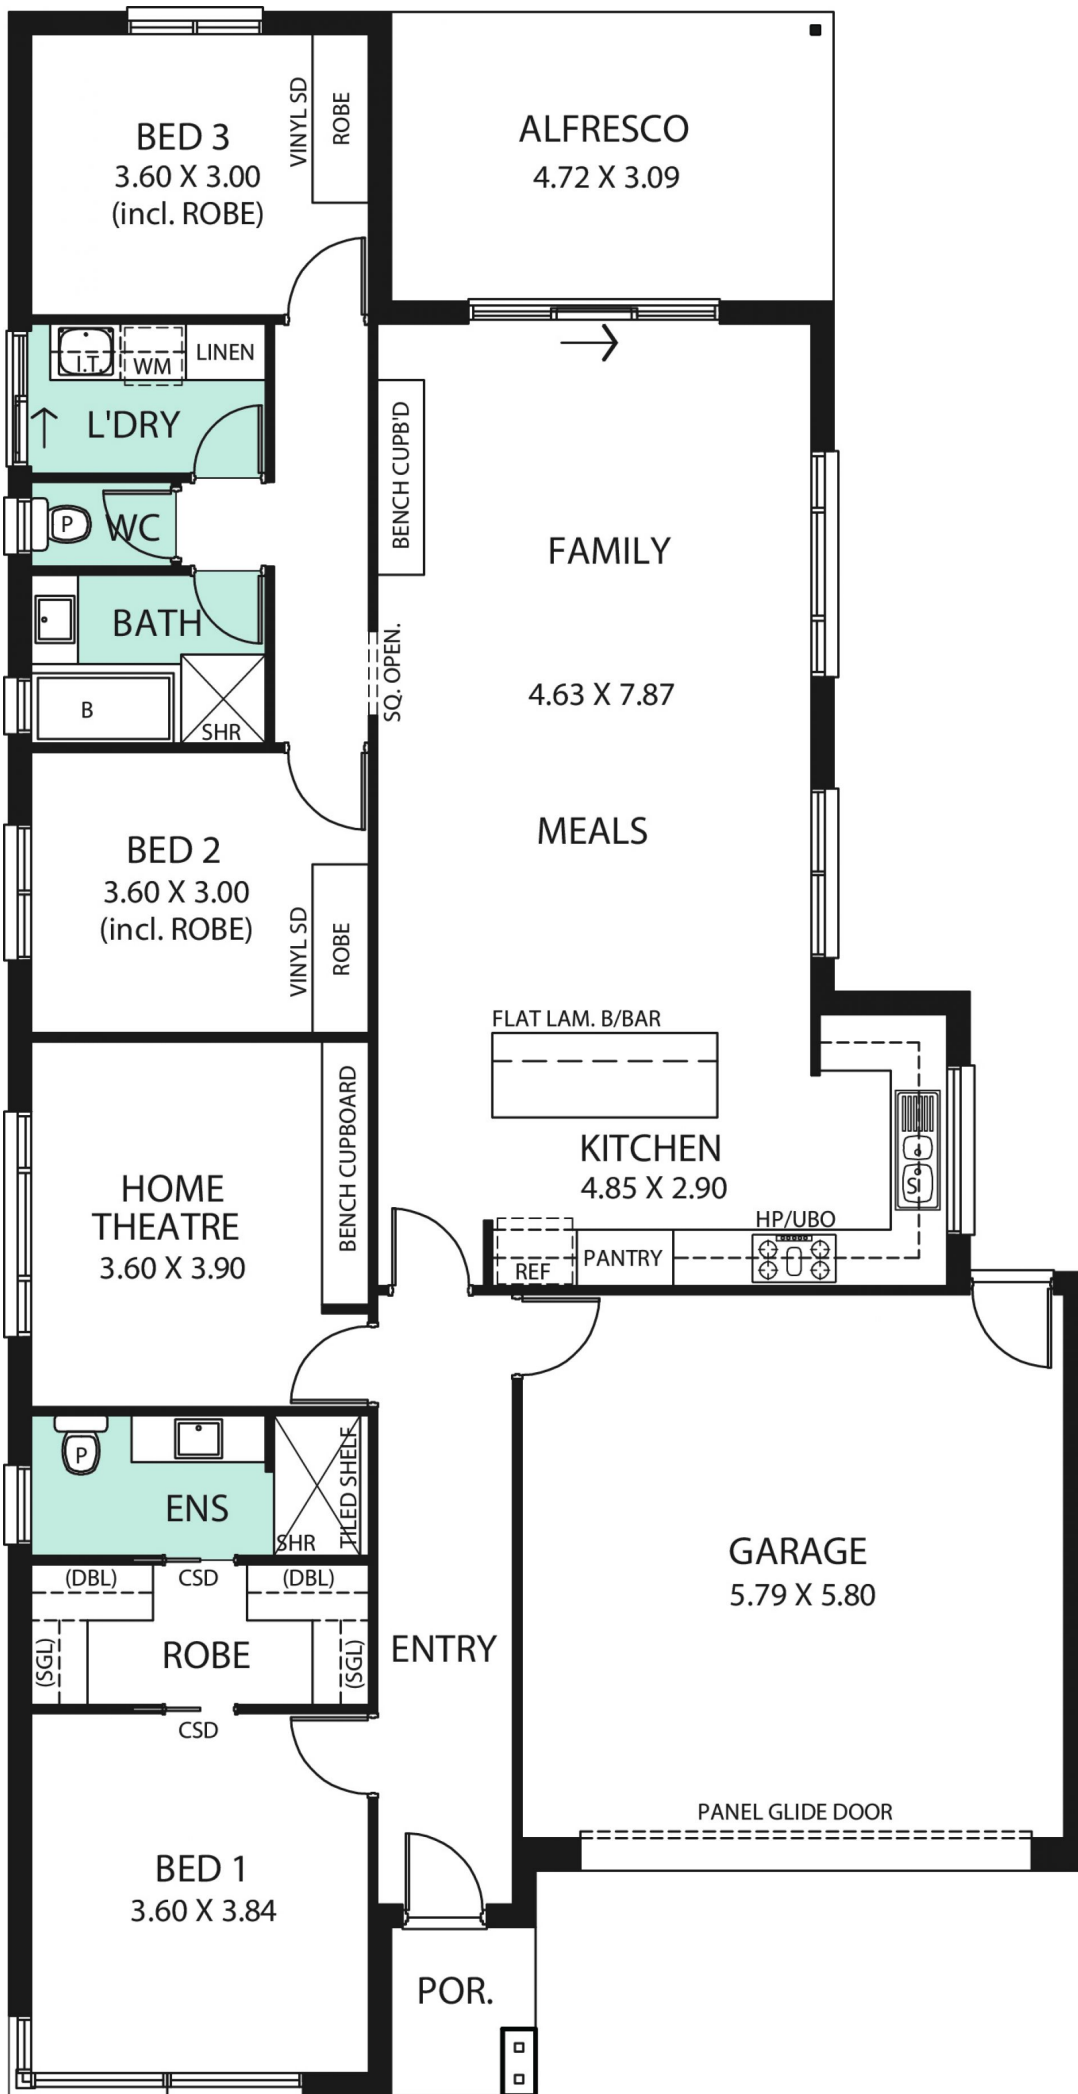 BED 3
3.60 X 3.00
(incl. ROBE)
VINYL SD
ROBE
ALFRESCO
4.72 X 3.09
I.T.
WM
LINEN
L'DRY
BENCH CUPB'D
P
WC
FAMILY
BATH
B
SHR
SQ. OPEN.
4.63 X 7.87
MEALS
BED 2
3.60 X 3.00
(incl. ROBE)
VINYL SD
ROBE
FLAT LAM. B/BAR
KITCHEN
4.85 X 2.90
S
HP/UBO
REF
PANTRY
HOME
THEATRE
3.60 X 3.90
BENCH CUPBOARD
P
ENS
SHR
TILED SHELF
(DBL)
CSD
(DBL)
(SGL)
ROBE
(SGL)
CSD
ENTRY
GARAGE
5.79 X 5.80
PANEL GLIDE DOOR
BED 1
3.60 X 3.84
POR.